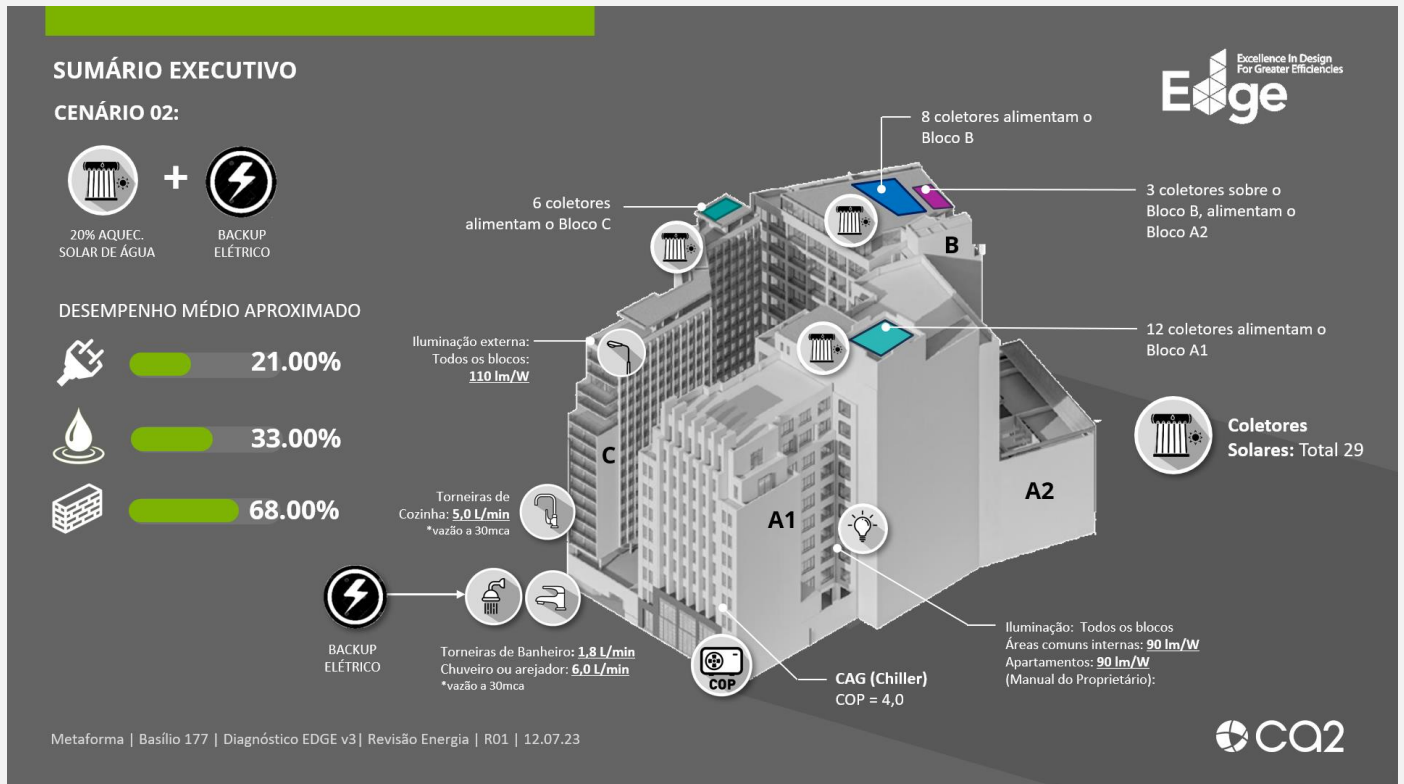 SUMÁRIO EXECUTIVO
CENÁRIO 02:
+
20% AQUEC.
SOLAR DE ÁGUA
BACKUP
ELÉTRICO
DESEMPENHO MÉDIO APROXIMADO
21.00%
33.00%
68.00%
Edge
Excellence In Design
For Greater Efficiencies
8 coletores alimentam o
Bloco B
6 coletores
alimentam o Bloco C
3 coletores sobre o
Bloco B, alimentam o
Bloco A2
B
12 coletores alimentam o
Bloco A1
Iluminação externa:
Todos os blocos:
110 lm/W
Coletores
Solares: Total 29
C
A1
A2
Torneiras de
Cozinha: 5,0 L/min
*vazão a 30mca
BACKUP
ELÉTRICO
Torneiras de Banheiro: 1,8 L/min
Chuveiro ou arejador: 6,0 L/min
*vazão a 30mca
COP
CAG (Chiller)
COP = 4,0
Iluminação: Todos os blocos
Áreas comuns internas: 90 lm/W
Apartamentos: 90 lm/W
(Manual do Proprietário):
Metaforma | Basílio 177 | Diagnóstico EDGE v3| Revisão Energia | R01 | 12.07.23
CA2